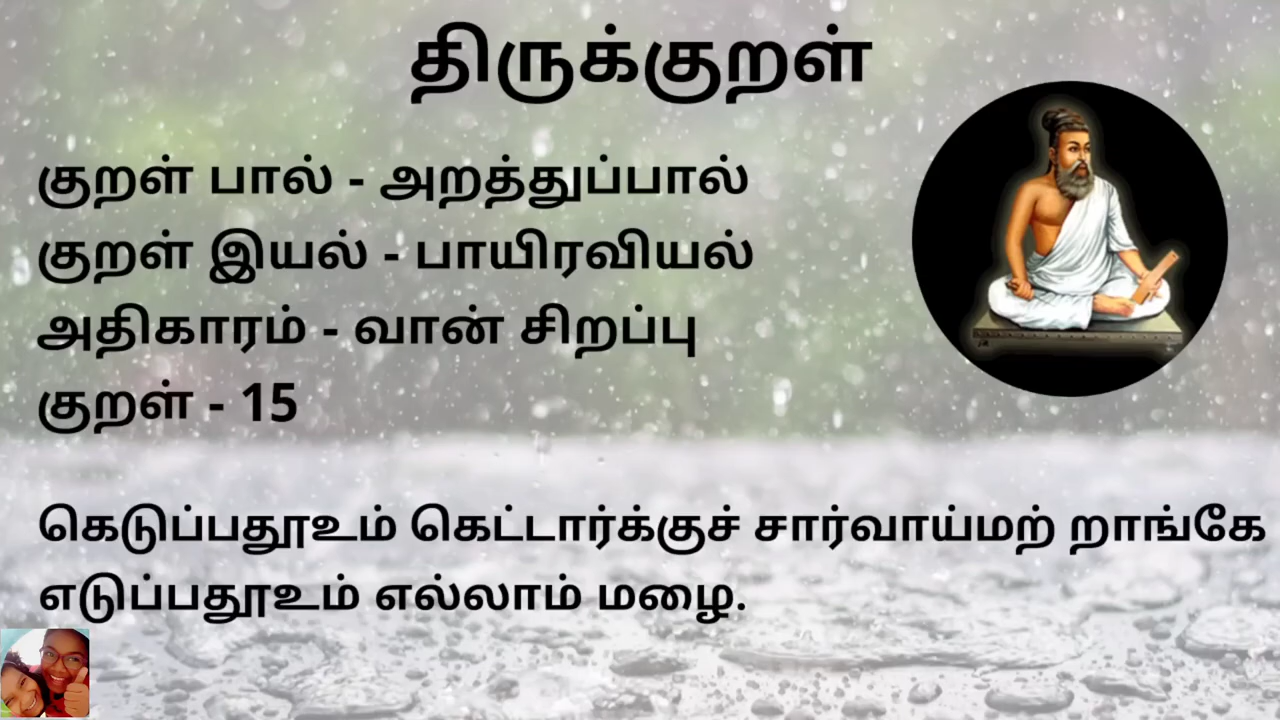 திருக்குறள்
குறள் பால் - அறத்துப்பால்
குறள் இயல் - பாயிரவியல்
அதிகாரம் - வான் சிறப்பு
குறள் - 15
கெடுப்பதூஉம் கெட்டார்க்குச் சார்வாய்மற் றாங்கே
எடுப்பதூஉம் எல்லாம் மழை.